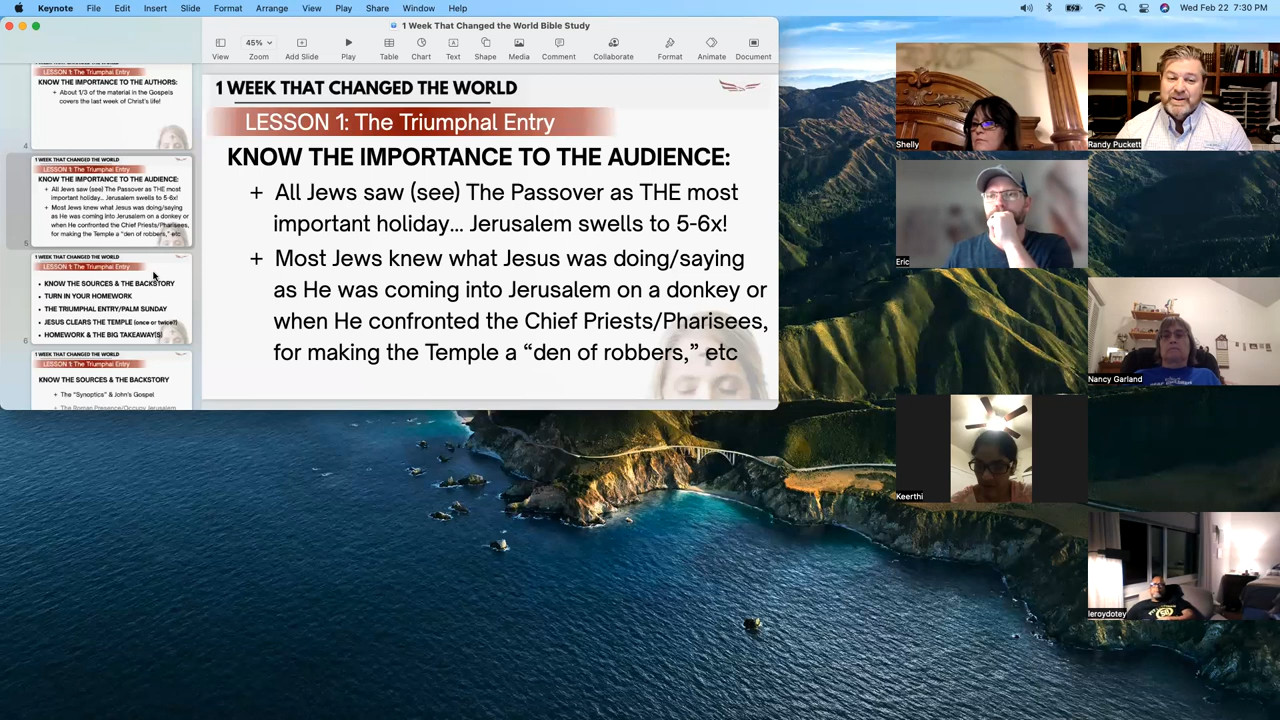 Keynote File Edit Insert Slide Format Arrange View Play Share Window Help
Wed Feb 22 7:30 PM
1 Week That Changed the World Bible Study
45%
View Zoom Add Slide Play Table Chart Text Shape Media Comment Collaborate Format Animate Document
LESSON 1: The Triumphal Entry
KNOW THE IMPORTANCE TO THE AUTHORS:
+ About 1/3 of the material in the Gospels
covers the last week of Christ's life!
4
1 WEEK THAT CHANGED THE WORLD
LESSON 1: The Triumphal Entry
KNOW THE IMPORTANCE TO THE AUDIENCE:
+ All Jews saw (see) The Passover as THE most
important holiday... Jerusalem swells to 5-6x!
+ Most Jews knew what Jesus was doing/saying
as He was coming into Jerusalem on a donkey or
when He confronted the Chief Priests/Pharisees,
for making the Temple a "den of robbers," etc
5
1 WEEK THAT CHANGED THE WORLD
LESSON 1: The Triumphal Entry
• KNOW THE SOURCES & THE BACKSTORY
• TURN IN YOUR HOMEWORK
• THE TRIUMPHAL ENTRY/PALM SUNDAY
• JESUS CLEARS THE TEMPLE (once or twice?)
• HOMEWORK & THE BIG TAKEAWAY(S)
6
1 WEEK THAT CHANGED THE WORLD
LESSON 1: The Triumphal Entry
KNOW THE SOURCES & THE BACKSTORY
+ The "Synoptics" & John's Gospel
+ The Roman Presence/Occupy Jerusalem
1 WEEK THAT CHANGED THE WORLD
LESSON 1: The Triumphal Entry
KNOW THE IMPORTANCE TO THE AUDIENCE:
+ All Jews saw (see) The Passover as THE most
important holiday... Jerusalem swells to 5-6x!
+ Most Jews knew what Jesus was doing/saying
as He was coming into Jerusalem on a donkey or
when He confronted the Chief Priests/Pharisees,
for making the Temple a "den of robbers," etc
Shelly
Randy Puckett
Eric
Nancy Garland
Keerthi
leroydotey